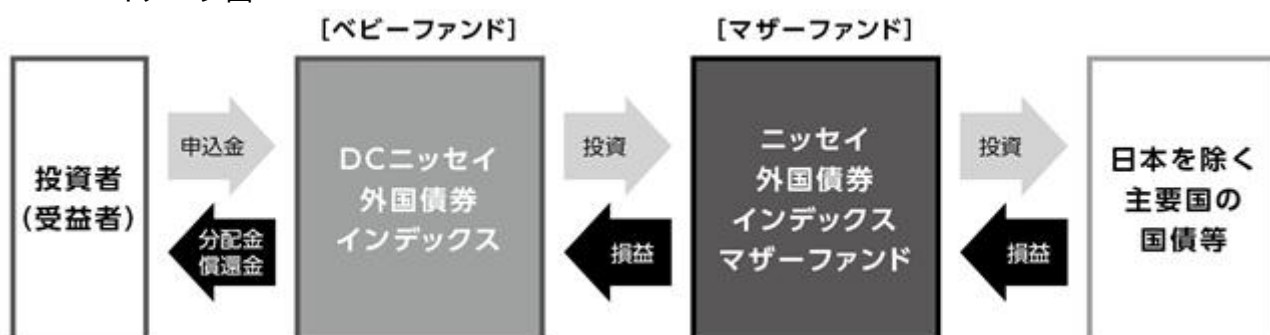 [ベビーファンド]
[マザーファンド]
投資者
(受益者)
申込金
分配金
償還金
DCニッセイ
外国債券
インデックス
投資
損益
ニッセイ
外国債券
インデックス
マザーファンド
投資
損益
日本を除く
主要国の
国債等